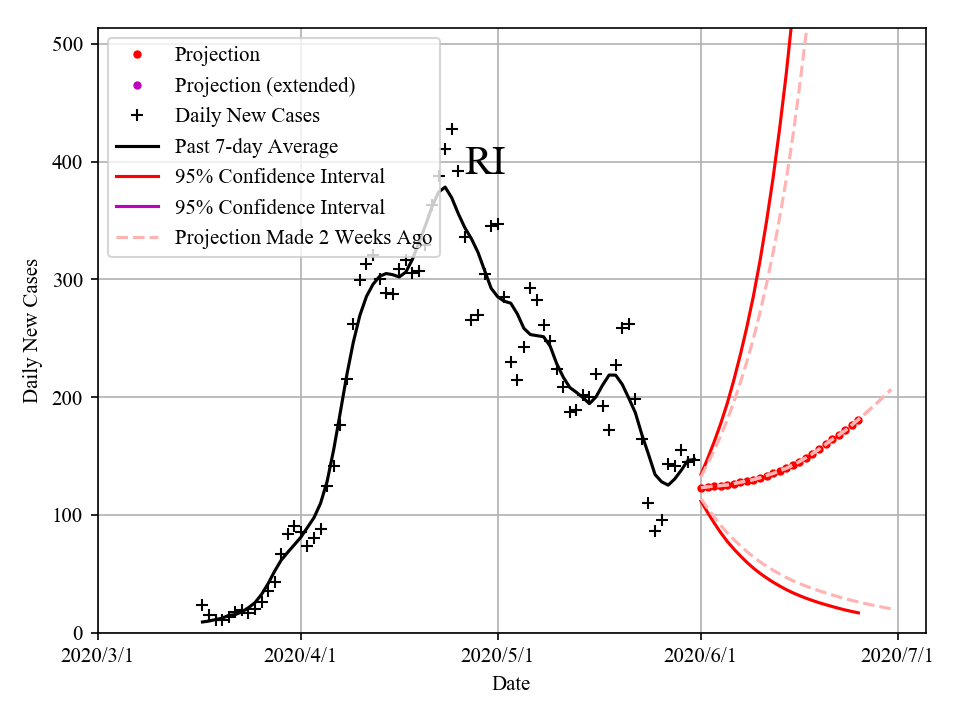 500
400
300
200
100
0
Daily New Cases
Projection
Projection (extended)
Daily New Cases
Past 7-day Average
95% Confidence Interval
95% Confidence Interval
Projection Made 2 Weeks Ago
RI
2020/3/1 2020/4/1 2020/5/1 2020/6/1 2020/7/1
Date